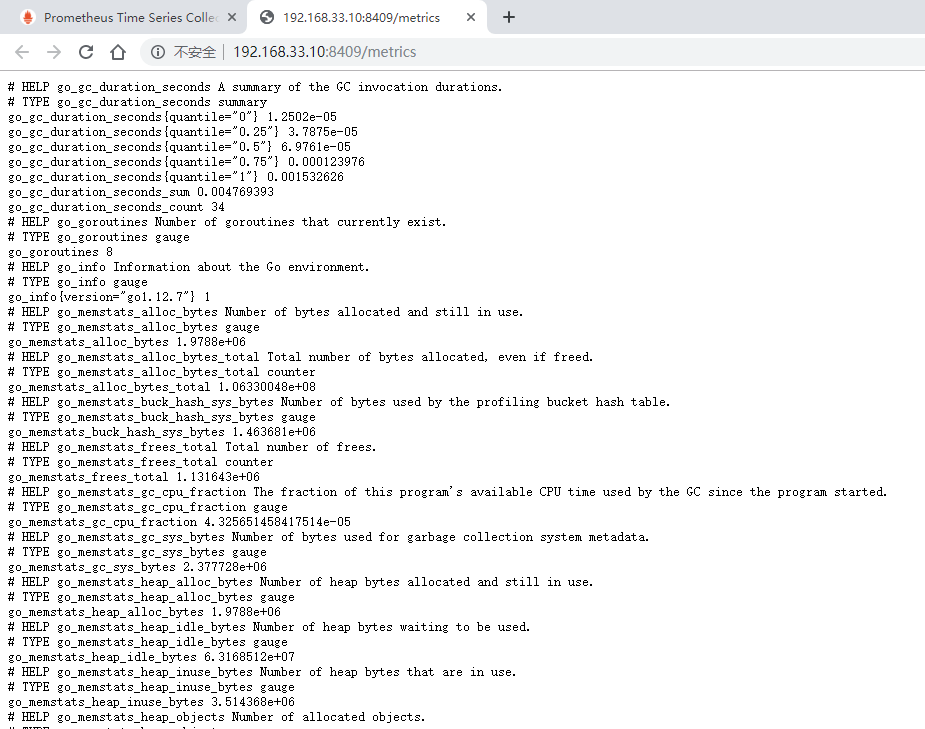 Prometheus Time Series Colle
192.168.33.10:8409/metrics
不安全 192.168.33.10:8409/metrics
# HELP go_gc_duration_seconds A summary of the GC invocation durations.
# TYPE go_gc_duration_seconds summary
go_gc_duration_seconds{quantile="0"} 1.2502e-05
go_gc_duration_seconds{quantile="0.25"} 3.7875e-05
go_gc_duration_seconds{quantile="0.5"} 6.9761e-05
go_gc_duration_seconds{quantile="0.75"} 0.000123976
go_gc_duration_seconds{quantile="1"} 0.001532626
go_gc_duration_seconds_sum 0.004769393
go_gc_duration_seconds_count 34
# HELP go_goroutines Number of goroutines that currently exist.
# TYPE go_goroutines gauge
go_goroutines 8
# HELP go_info Information about the Go environment.
# TYPE go_info gauge
go_info{version="go1.12.7"} 1
# HELP go_memstats_alloc_bytes Number of bytes allocated and still in use.
# TYPE go_memstats_alloc_bytes gauge
go_memstats_alloc_bytes 1.9788e+06
# HELP go_memstats_alloc_bytes_total Total number of bytes allocated, even if freed.
# TYPE go_memstats_alloc_bytes_total counter
go_memstats_alloc_bytes_total 1.06330048e+08
# HELP go_memstats_buck_hash_sys_bytes Number of bytes used by the profiling bucket hash table.
# TYPE go_memstats_buck_hash_sys_bytes gauge
go_memstats_buck_hash_sys_bytes 1.463681e+06
# HELP go_memstats_frees_total Total number of frees.
# TYPE go_memstats_frees_total counter
go_memstats_frees_total 1.131643e+06
# HELP go_memstats_gc_cpu_fraction The fraction of this program's available CPU time used by the GC since the program started.
# TYPE go_memstats_gc_cpu_fraction gauge
go_memstats_gc_cpu_fraction 4.325651458417514e-05
# HELP go_memstats_gc_sys_bytes Number of bytes used for garbage collection system metadata.
# TYPE go_memstats_gc_sys_bytes gauge
go_memstats_gc_sys_bytes 2.377728e+06
# HELP go_memstats_heap_alloc_bytes Number of heap bytes allocated and still in use.
# TYPE go_memstats_heap_alloc_bytes gauge
go_memstats_heap_alloc_bytes 1.9788e+06
# HELP go_memstats_heap_idle_bytes Number of heap bytes waiting to be used.
# TYPE go_memstats_heap_idle_bytes gauge
go_memstats_heap_idle_bytes 6.3168512e+07
# HELP go_memstats_heap_inuse_bytes Number of heap bytes that are in use.
# TYPE go_memstats_heap_inuse_bytes gauge
go_memstats_heap_inuse_bytes 3.514368e+06
# HELP go_memstats_heap_objects Number of allocated objects.